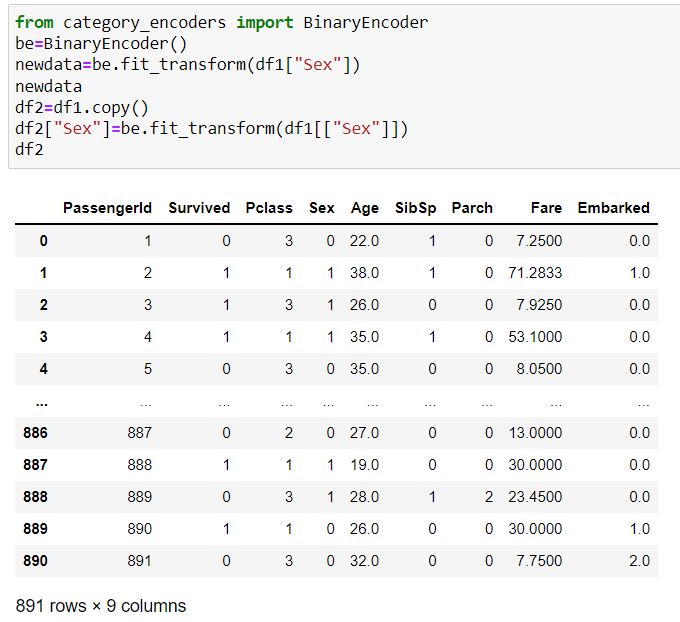 from category_encoders import BinaryEncoder
be=BinaryEncoder()
newdata=be.fit_transform(df1["Sex"])
newdata
df2=df1.copy()
df2["Sex"]=be.fit_transform(df1[["Sex"]])
df2
PassengerId Survived Pclass Sex Age SibSp Parch Fare Embarked
0 1 0 3 0 22.0 1 0 7.2500 0.0
1 2 1 1 1 38.0 1 0 71.2833 1.0
2 3 1 3 1 26.0 0 0 7.9250 0.0
3 4 1 1 1 35.0 1 0 53.1000 0.0
4 5 0 3 0 35.0 0 0 8.0500 0.0
... ... ... ... ... ... ... ... ... ...
886 887 0 2 0 27.0 0 0 13.0000 0.0
887 888 1 1 1 19.0 0 0 30.0000 0.0
888 889 0 3 1 28.0 1 2 23.4500 0.0
889 890 1 1 0 26.0 0 0 30.0000 1.0
890 891 0 3 0 32.0 0 0 7.7500 2.0
891 rows × 9 columns